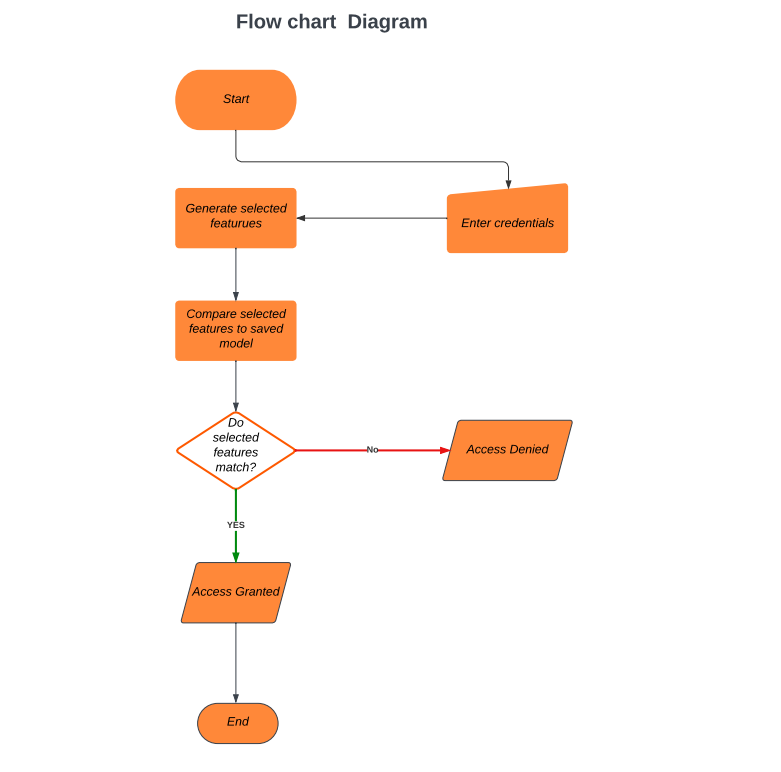 Flow chart  Diagram
Start
Enter credentials
Generate selected
featurues
Compare selected
features to saved
model
Do
selected
features
match?
No
Access Denied
YES
Access Granted
End